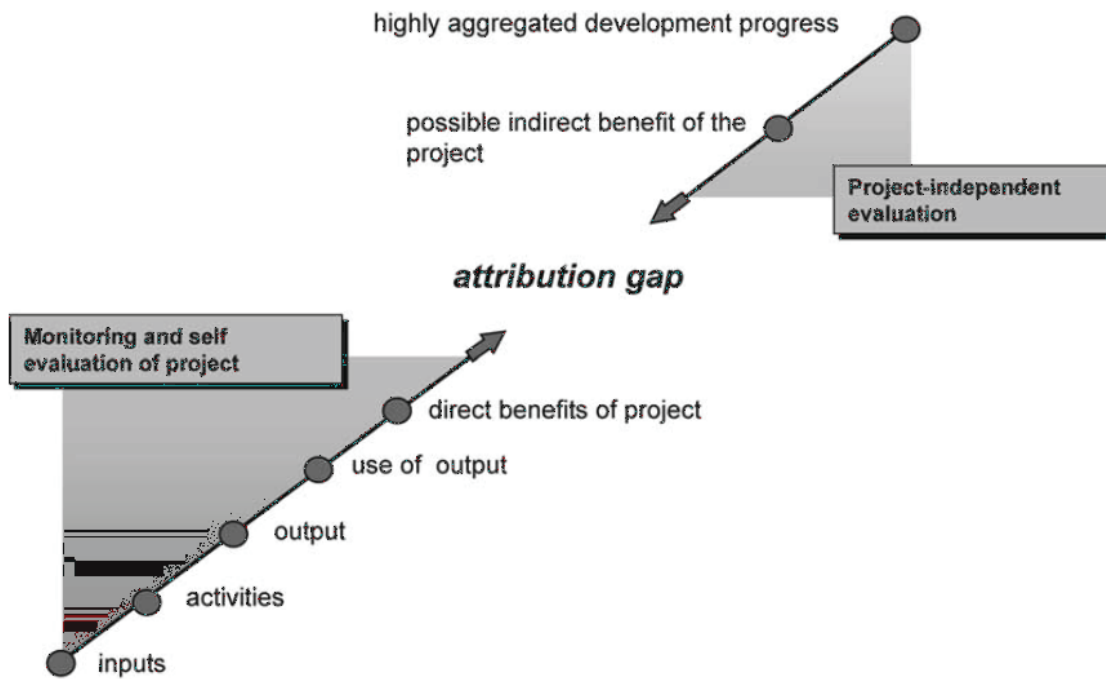 highly aggregated development progress
possible indirect benefit of the
project
Project-independent
evaluation
attribution gap
Monitoring and self
evaluation of project
direct benefits of project
use of output
output
activities
inputs